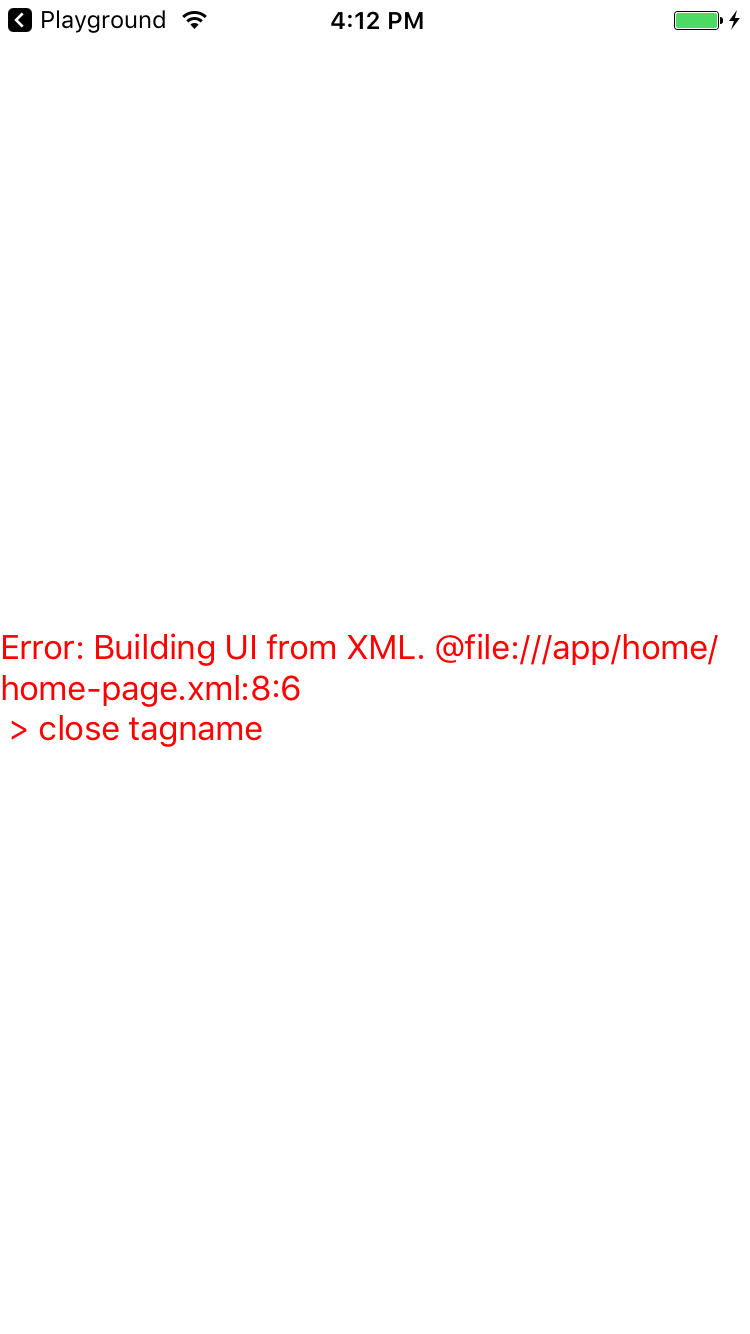 Playground
4:12 PM
Error: Building UI from XML. @file:///app/home/
home-page.xml:8:6
> close tagname